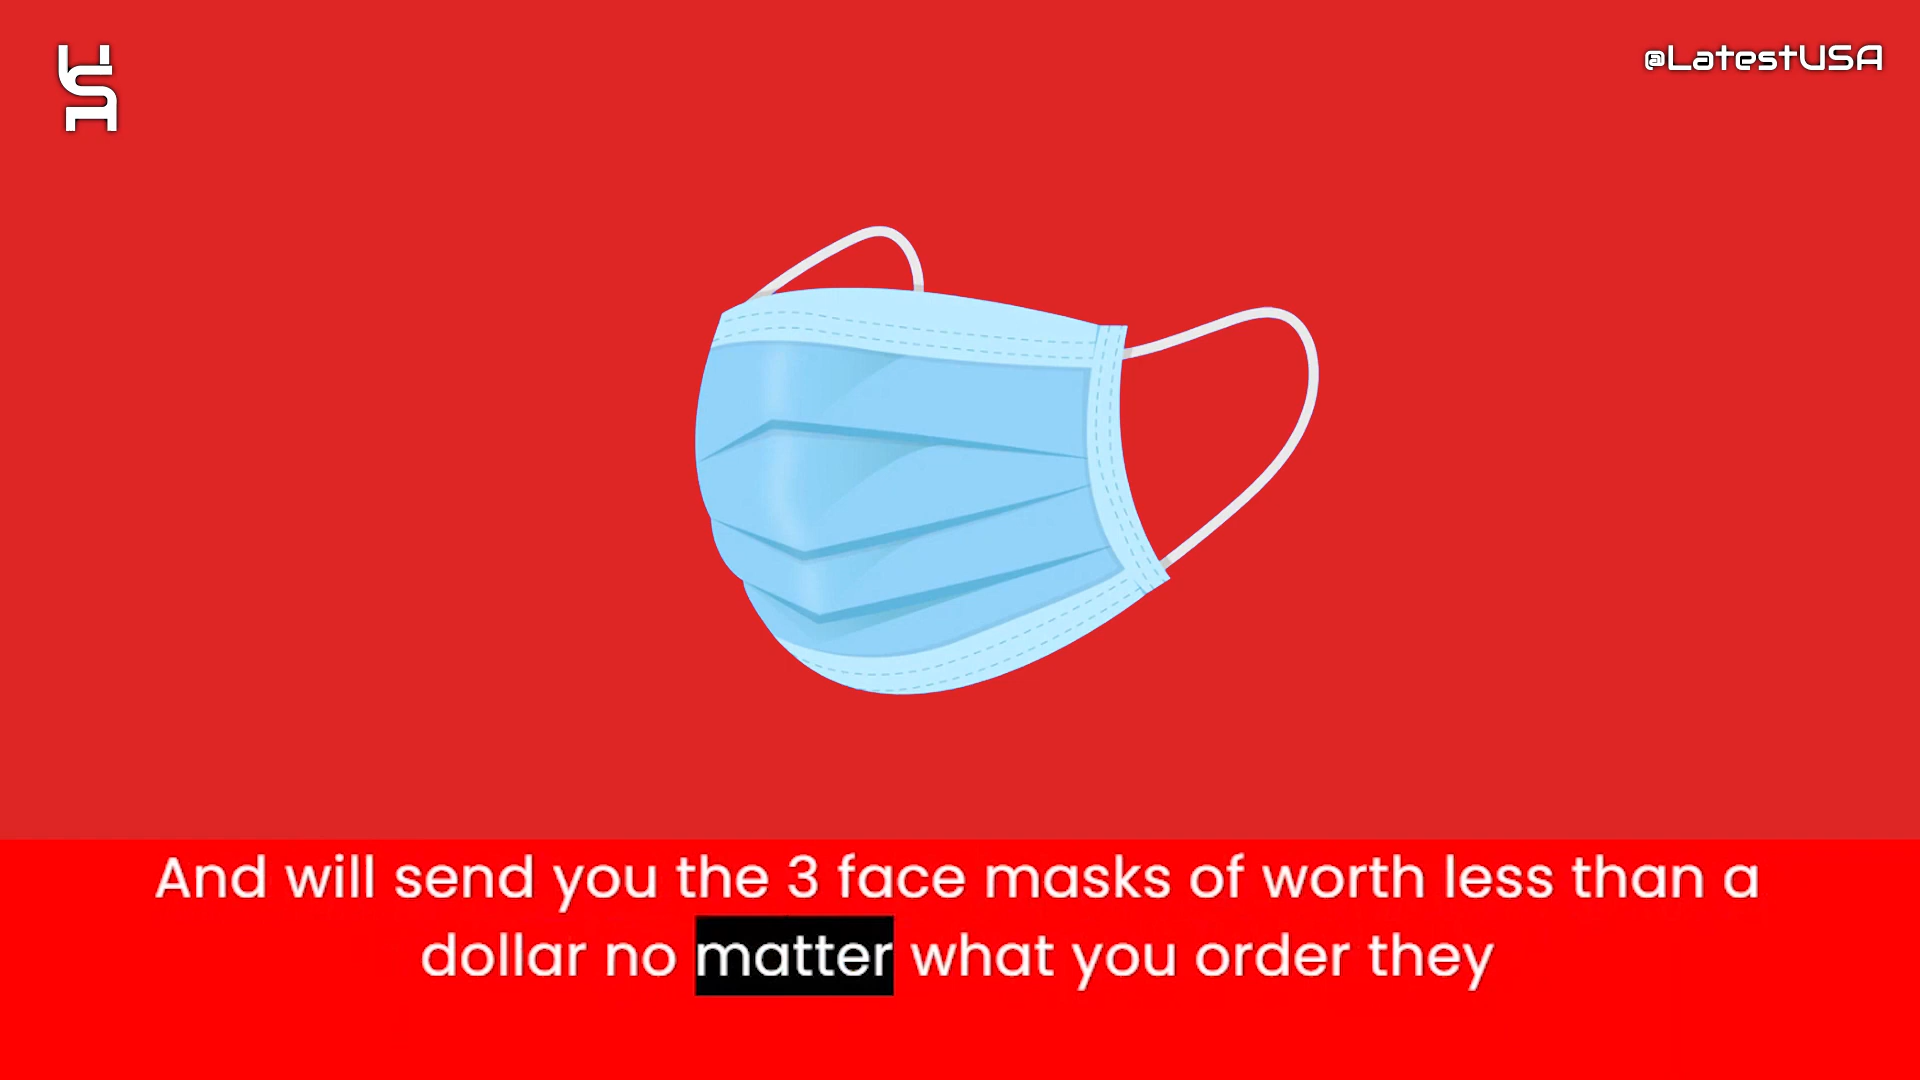 USA
@LatestUSA
And will send you the 3 face masks of worth less than a
dollar no matter what you order they